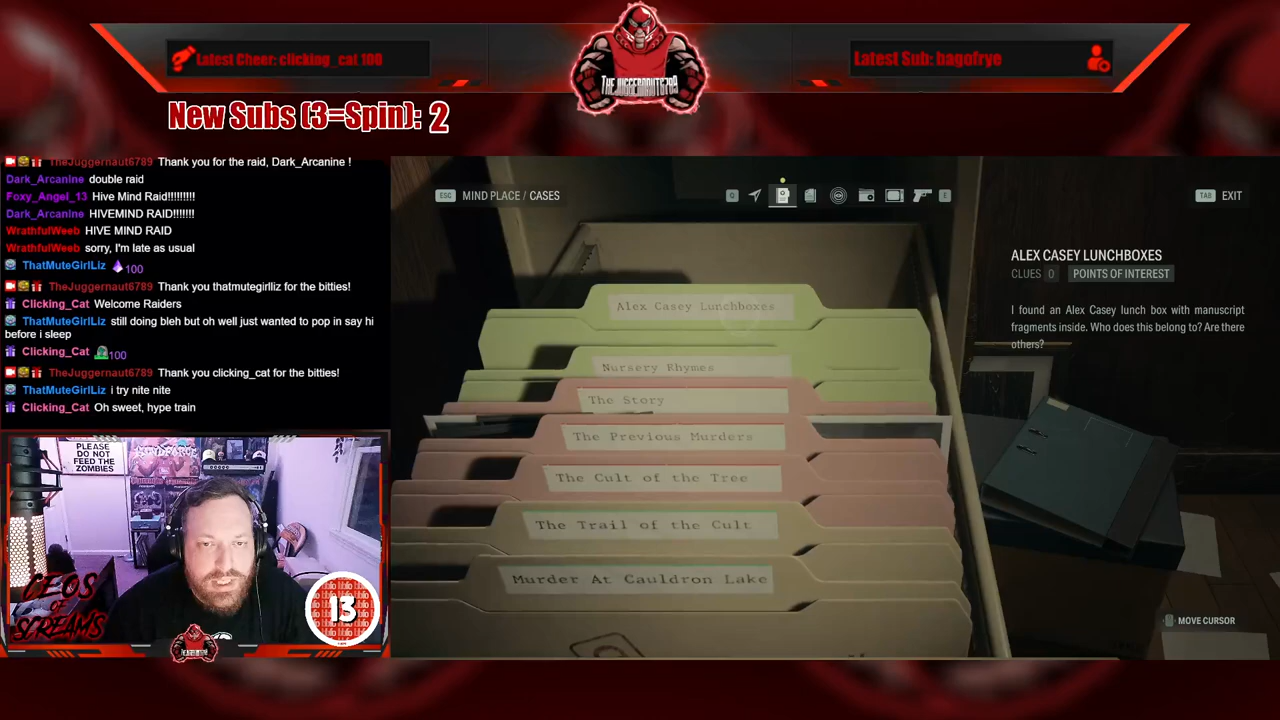 Latest Cheer: clicking_cat 100
THEJUGGERNAUT6789
Latest Sub: bagofrye
New Subs (3=Spin): 2
TheJuggernaut6789 Thank you for the raid, Dark_Arcanine !
Dark_Arcanine double raid
Foxy_Angel_13 Hive Mind Raid!!!!!!!!!
Dark_Arcanine HIVEMIND RAID!!!!!!!
WrathfulWeeb HIVE MIND RAID
WrathfulWeeb sorry, I'm late as usual
ThatMuteGirlLiz 100
TheJuggernaut6789 Thank you thatmutegirlliz for the bitties!
Clicking_Cat Welcome Raiders
ThatMuteGirlLiz still doing bleh but oh well just wanted to pop in say hi
before i sleep
Clicking_Cat 100
TheJuggernaut6789 Thank you clicking_cat for the bitties!
ThatMuteGirlLiz i try nite nite
Clicking_Cat Oh sweet, hype train
PLEASE
DO NOT
FEED THE
ZOMBIES
CEOS
OF
SCREAMS
13
ESC MIND PLACE / CASES
Q
E
TAB EXIT
Alex Casey Lunchboxes
Nursery Rhymes
The Story
The Previous Murders
The Cult of the Tree
The Trail of the Cult
Murder At Cauldron Lake
ALEX CASEY LUNCHBOXES
CLUES 0 POINTS OF INTEREST
I found an Alex Casey lunch box with manuscript
fragments inside. Who does this belong to? Are there
others?
MOVE CURSOR